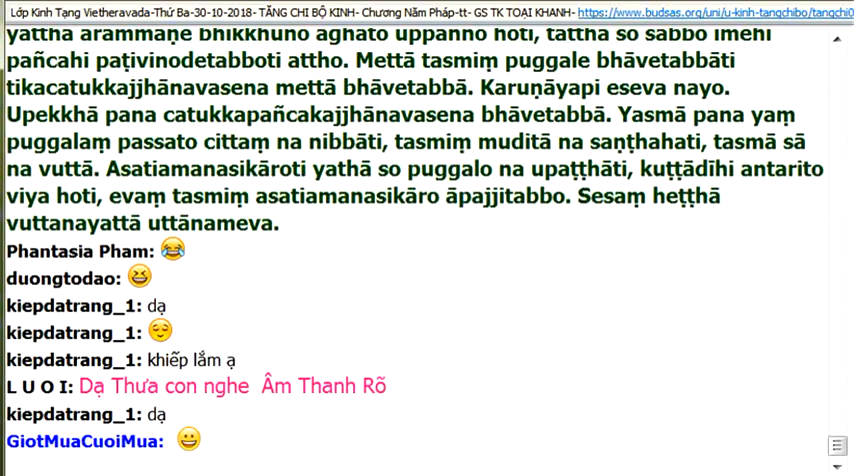 Lớp Kinh Tạng Vietheravada-Thứ Ba-30-10-2018- TĂNG CHI BỘ KINH- Chương Năm Pháp-tt- GS TK TOẠI KHANH- https://www.budsas.org/uni/u-kinh-tangchibo/tangchi0
yattha ārammaṇe bhikkhuno āghāto uppanno hoti, tattha so sabbo imehi
pañcahi paṭivinodetabboti attho. Mettā tasmiṃ puggale bhāvetabbāti
tikacatukkajjhānavasena mettā bhāvetabbā. Karuṇāyapi eseva nayo.
Upekkhā pana catukkapañcakajjhānavasena bhāvetabbā. Yasmā pana yaṃ
puggalaṃ passato cittaṃ na nibbāti, tasmiṃ muditā na saṇṭhahati, tasmā sā
na vuttā. Asatiamanasikāroti yathā so puggalo na upaṭṭhāti, kuṭṭādīhi antarito
viya hoti, evaṃ tasmiṃ asatiamanasikāro āpajjitabbo. Sesaṃ heṭṭhā
vuttanayattā uttānameva.
Phantasia Pham: 😂
duongtodao: 😆
kiepdatrang_1: dạ
kiepdatrang_1: 😌
kiepdatrang_1: khiếp lắm ạ
L U O I: Dạ Thưa con nghe Âm Thanh Rõ
kiepdatrang_1: dạ
GiotMuaCuoiMua: 😀